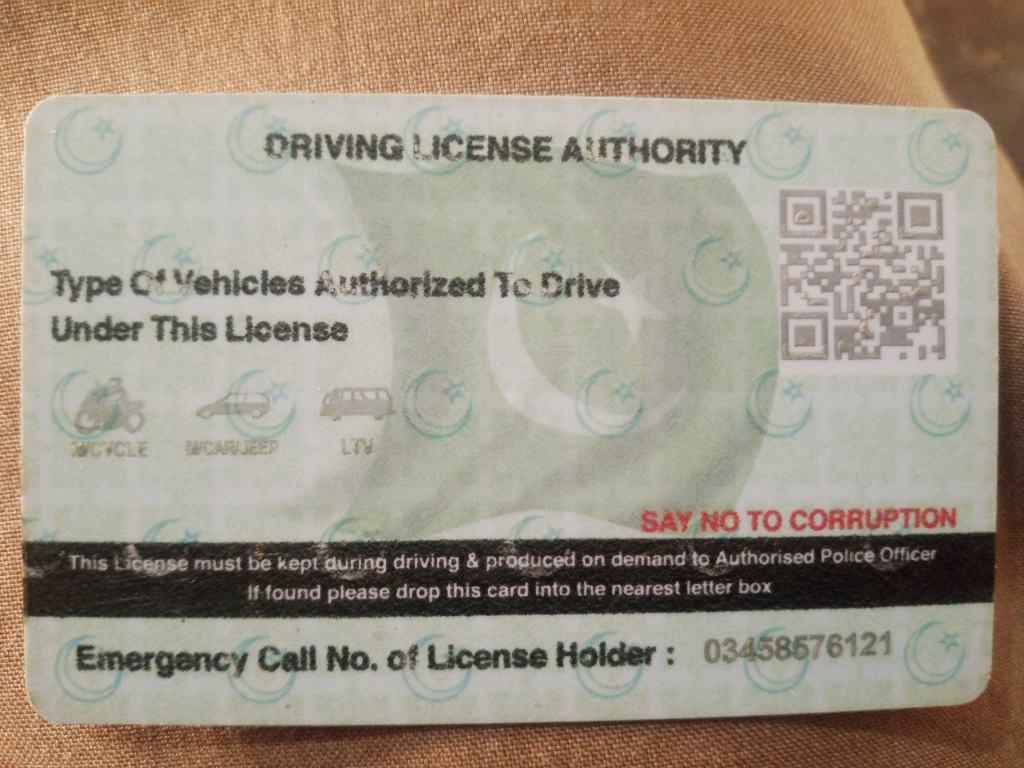 DRIVING LICENSE AUTHORITY
Type Of Vehicles Authorized To Drive
Under This License
M/CYCLE M/CAR/JEEP LTV
SAY NO TO CORRUPTION
This License must be kept during driving & produced on demand to Authorised Police Officer
If found please drop this card into the nearest letter box
Emergency Call No. of License Holder : 03458576121